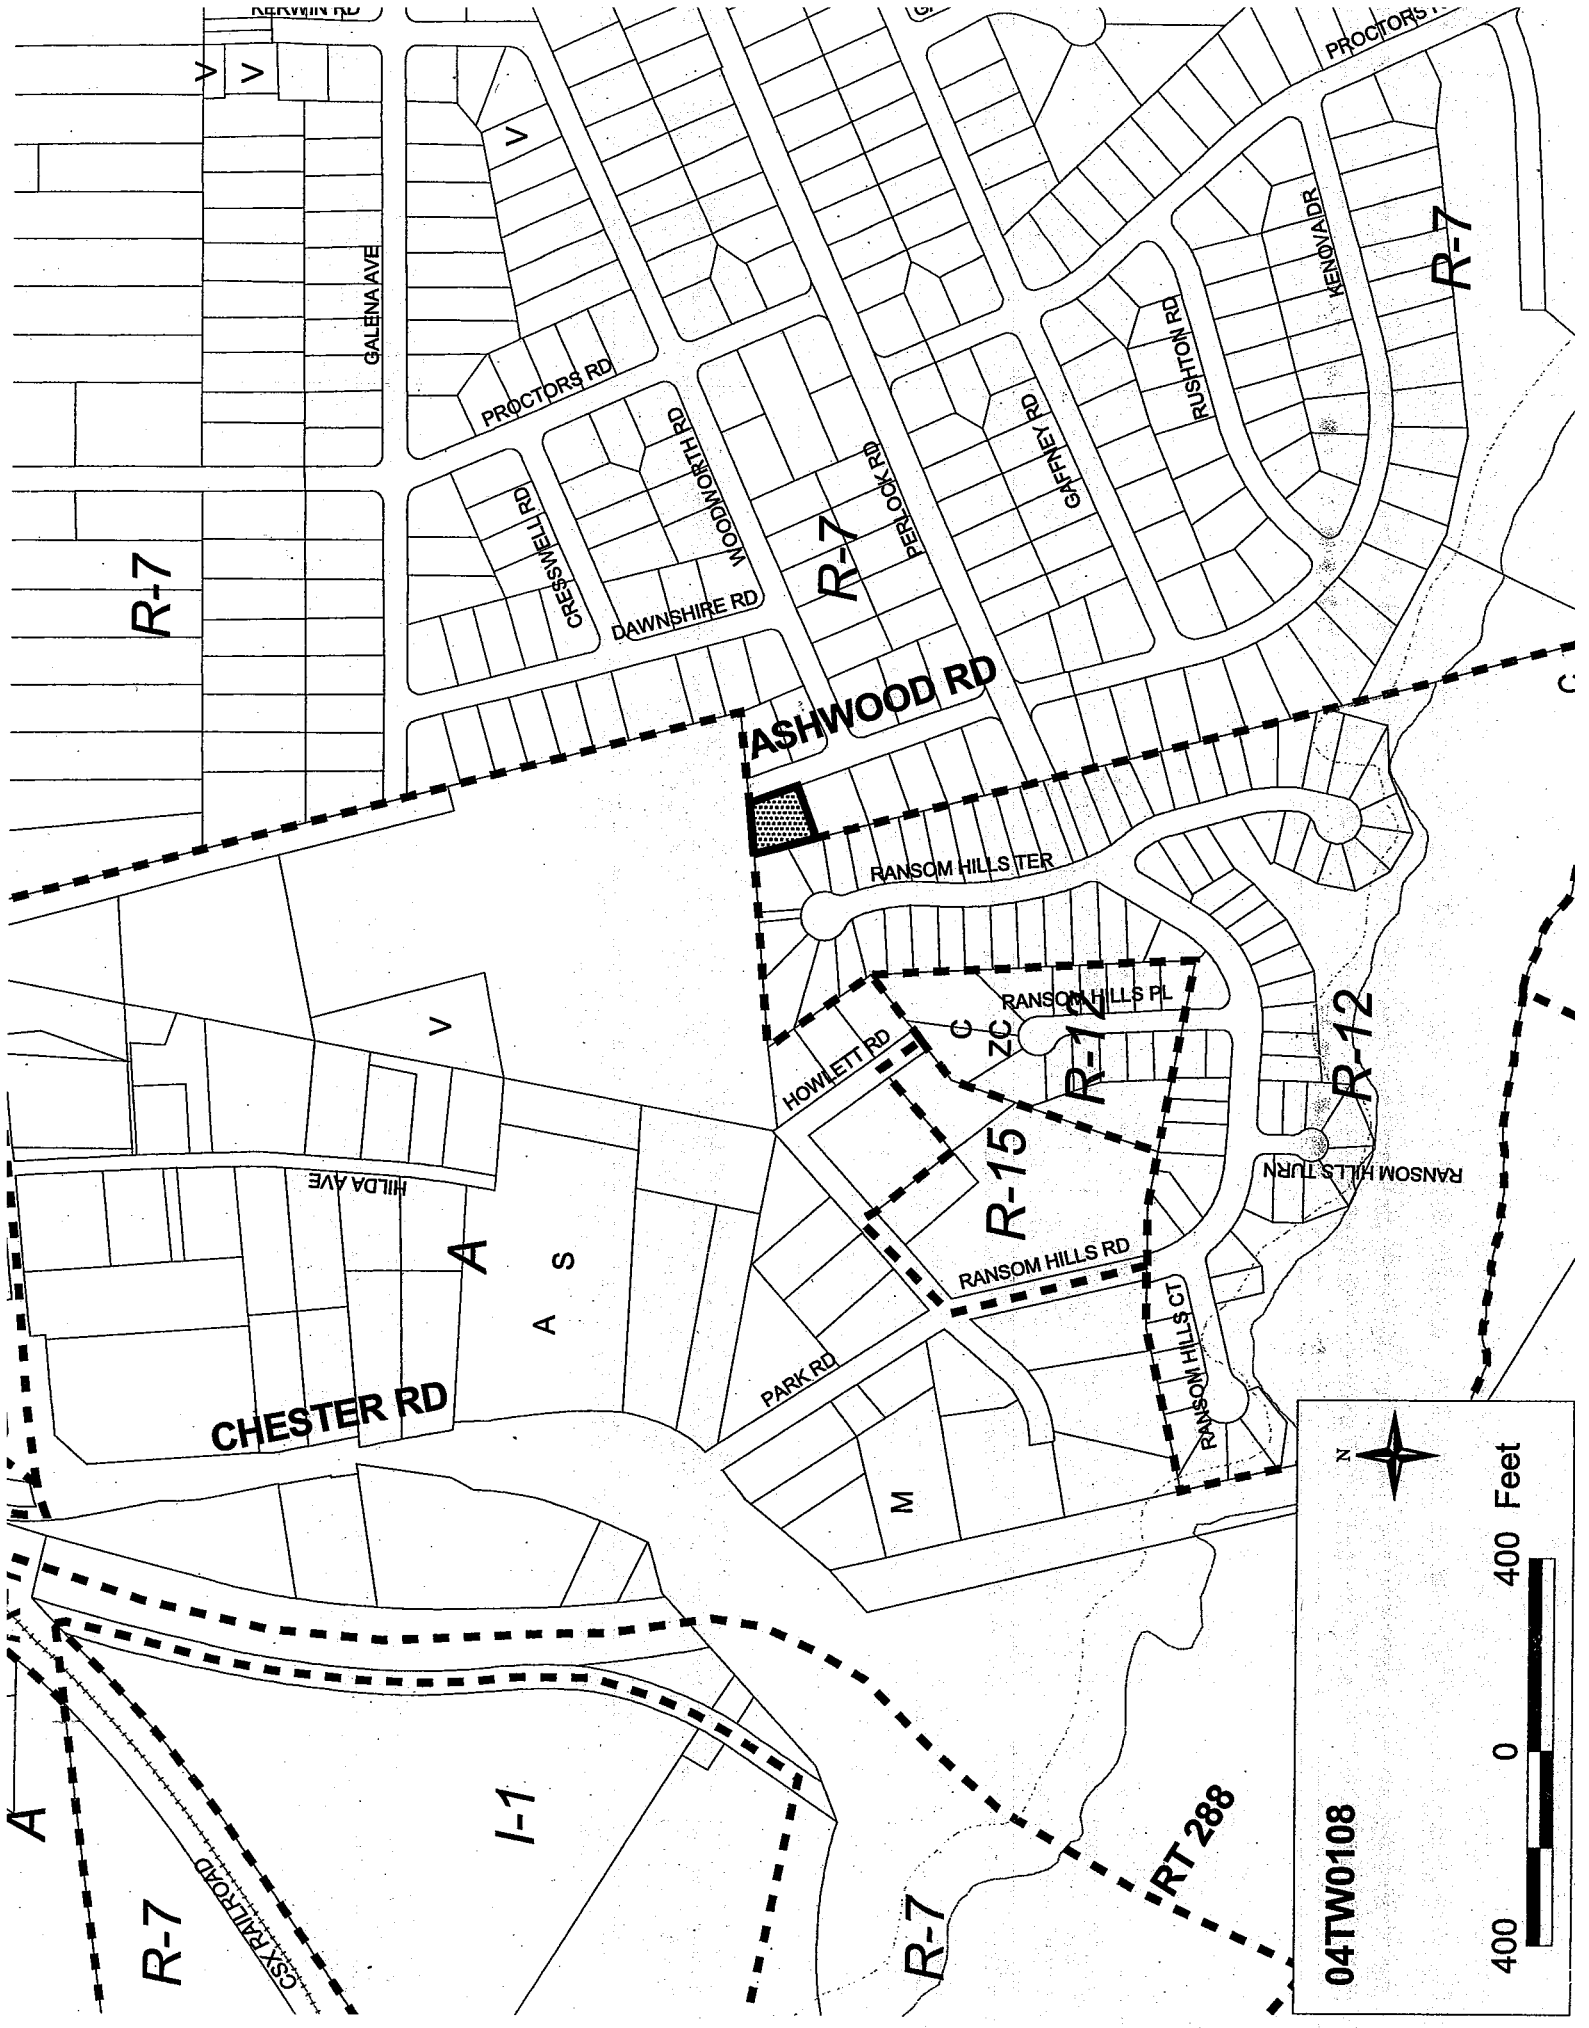 KERWIN RD
V
V
V
GALENA AVE
PROCTORS
PROCTORS RD
KENOVA DR
R-7
RUSHTON RD
WOODWORTH RD
CRESSWELL RD
GAFFNEY RD
PERLOCK RD
R-7
R-7
DAWNSHIRE RD
ASHWOOD RD
C
RANSOM HILLS TER
RANSOM HILLS PL
C
ZC
R-12
R-12
HOWLETT RD
V
HILDA AVE
R-15
RANSOM HILLS TURN
A
S
A
RANSOM HILLS RD
RANSOM HILLS CT
PARK RD
CHESTER RD
M
A
I-1
R-7
CSX RAILROAD
R-7
RT 288
N
04TW0108
400 0 400 Feet